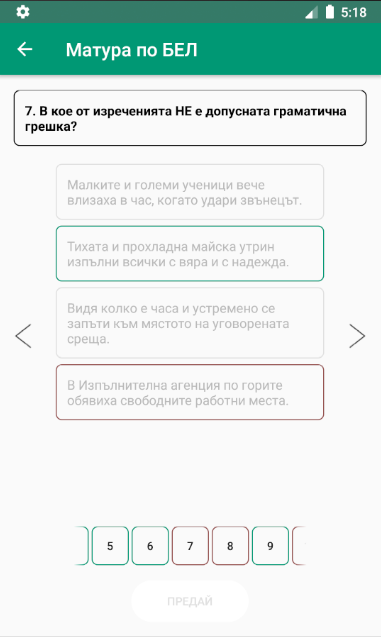 5:18
Матура по БЕЛ
7. В кое от изреченията НЕ е допусната граматична
грешка?
Малките и големи ученици вече
влизаха в час, когато удари звънецът.
Тихата и прохладна майска утрин
изпълни всички с вяра и с надежда.
Видя колко е часа и устремено се
запъти към мястото на уговорената
среща.
В Изпълнителна агенция по горите
обявиха свободните работни места.
5 6 7 8 9
ПРЕДАЙ